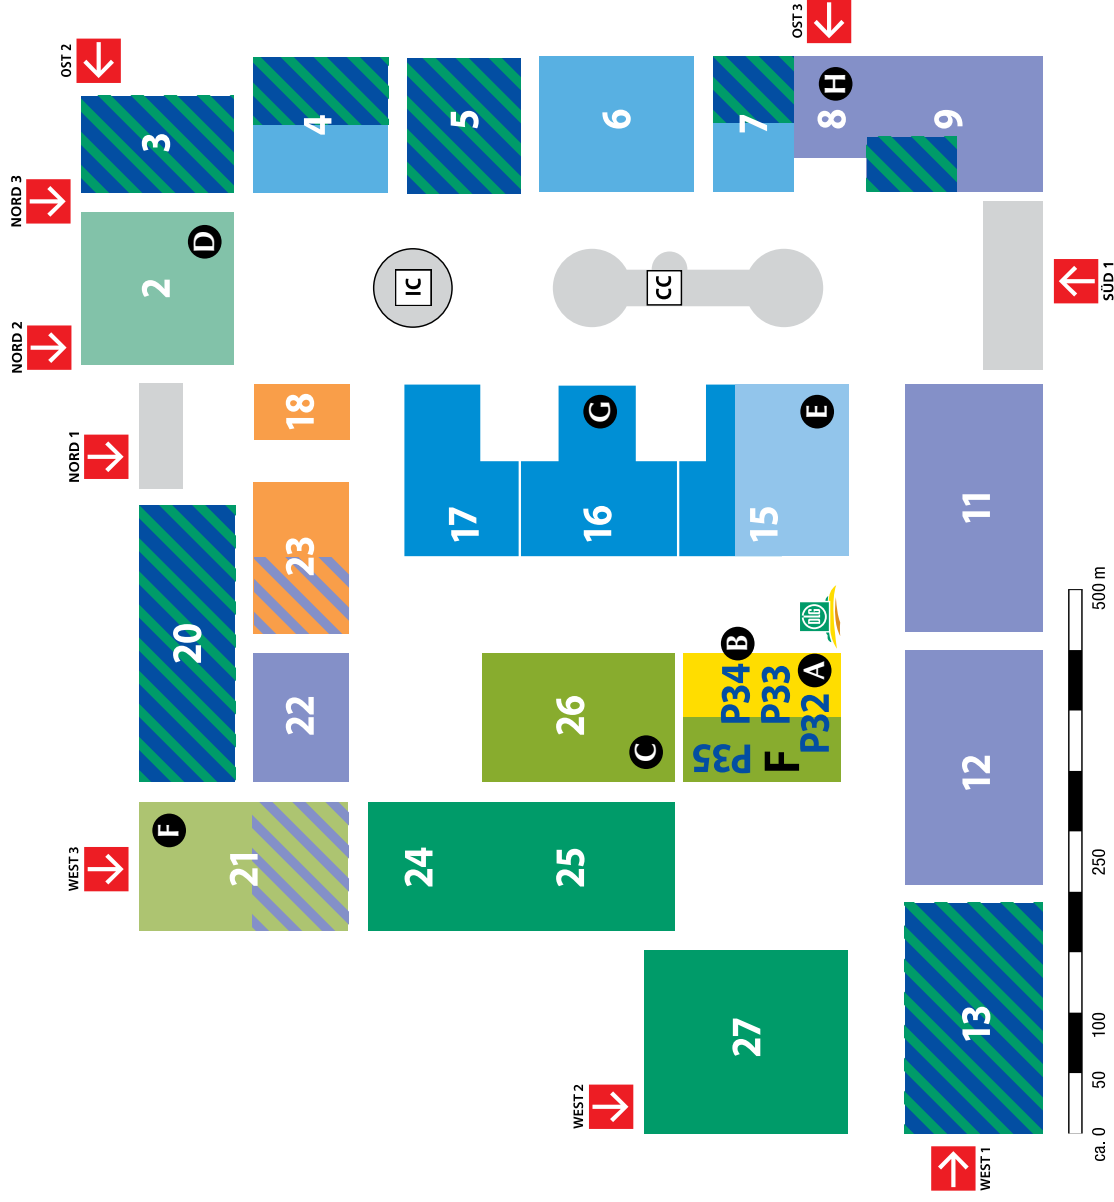 OST 3
OST 2
NORD 3
3
4
5
6
7
8
H
9
NORD 2
2
D
IC
CC
SÜD 1
NORD 1
18
17
16
G
15
E
11
20
23
22
26
C
P34
B
P33
A
P32
P35
F
DLG
12
WEST 3
F
21
24
25
27
13
WEST 2
WEST 1
ca. 0
50
100
250
500 m